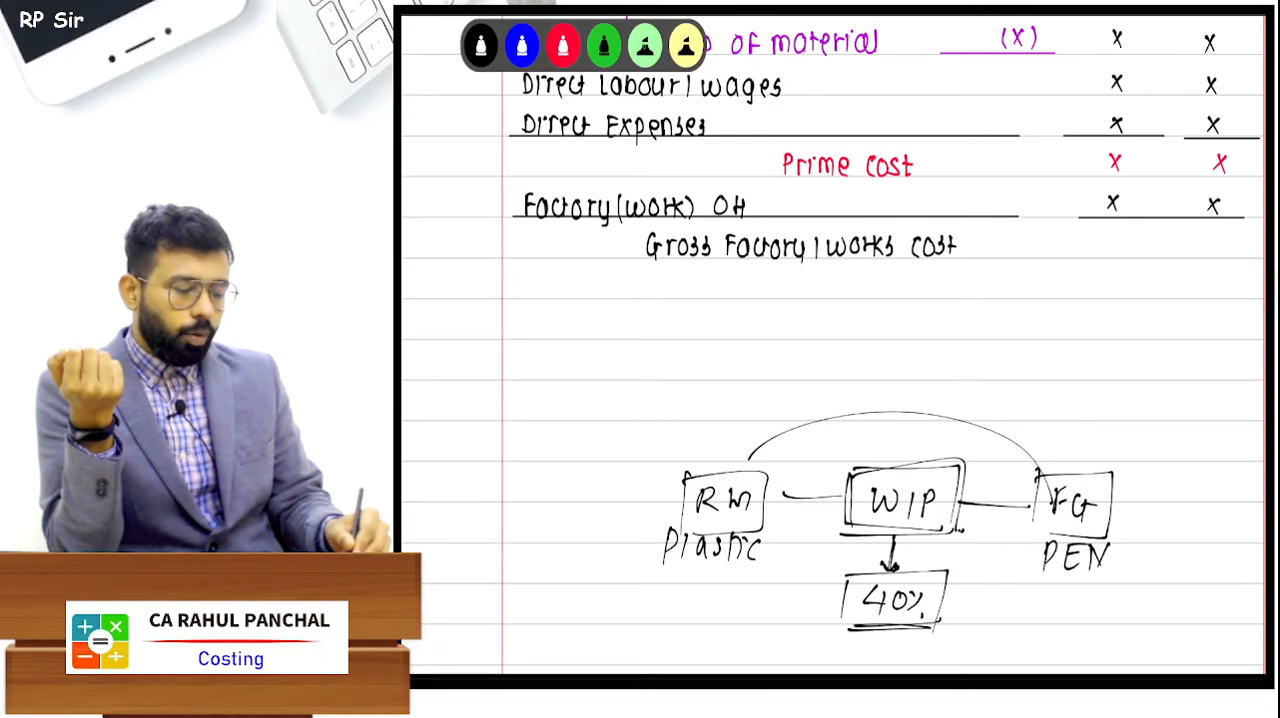 RP Sir
of material (x) x x
Direct Labour/wages x x
Direct Expenses x x
Prime cost x x
Factory (work) OH x x
Gross Factory/works cost
RM WIP FG
Plastic PEN
40%
CA RAHUL PANCHAL
Costing